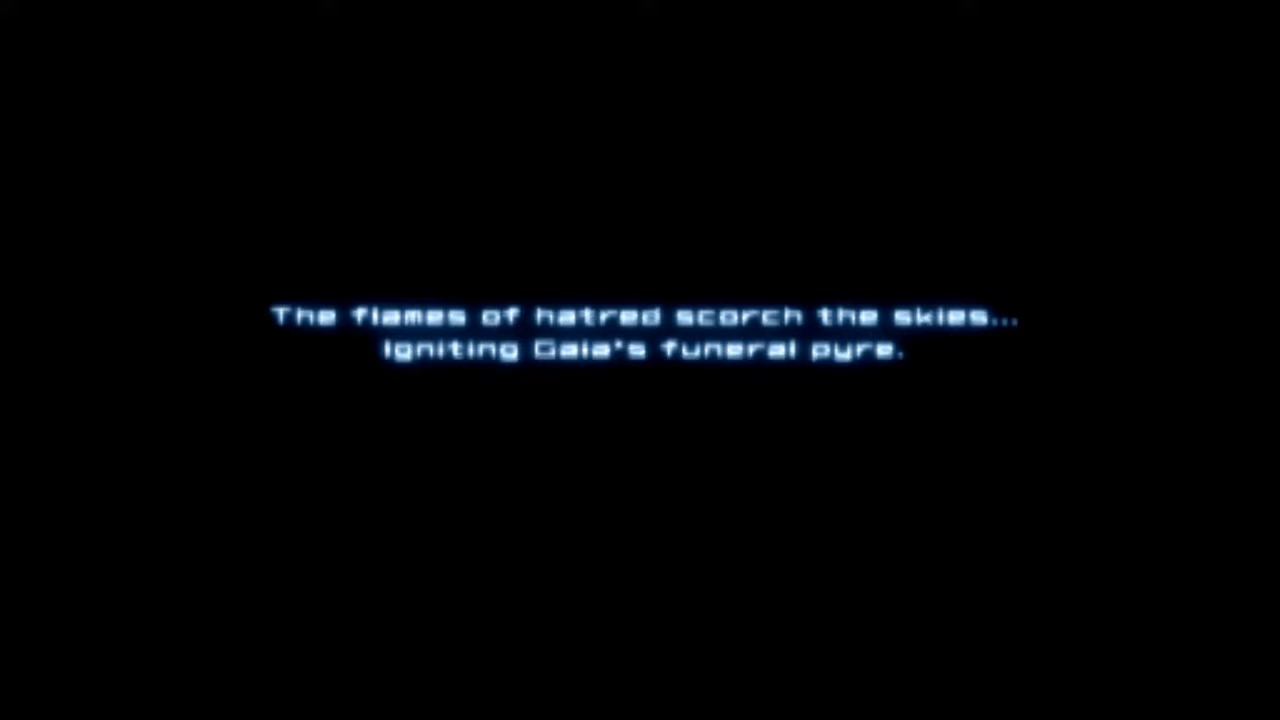 The flames of hatred scorch the skies...
Igniting Gaia's funeral pyre.